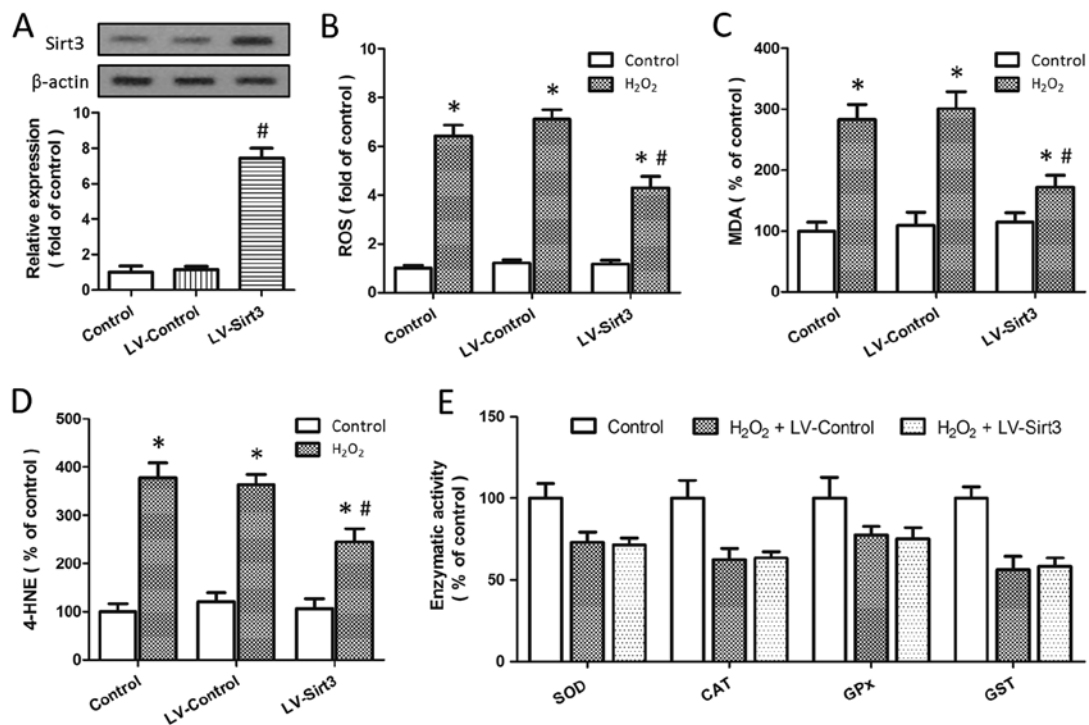 A
Sirt3
β-actin
Relative expression
( fold of control)
10
8
6
4
2
0
#
Control
LV-Control
LV-Sirt3
B
ROS ( fold of control)
10
8
6
4
2
0
Control
H₂O₂
*
*
* #
Control
LV-Control
LV-Sirt3
C
MDA ( % of control)
400
300
200
100
0
Control
H₂O₂
*
*
* #
Control
LV-Control
LV-Sirt3
D
4-HNE ( % of control)
500
400
300
200
100
0
Control
H₂O₂
*
*
* #
Control
LV-Control
LV-Sirt3
E
Enzymatic activity
( % of control)
150
100
50
0
Control
H₂O₂ + LV-Control
H₂O₂ + LV-Sirt3
SOD
CAT
GPx
GST